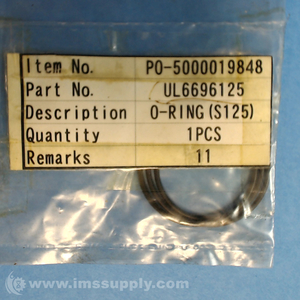 Item No. PO-5000019848
Part No. UL6696125
Description O-RING(S125)
Quantity 1PCS
Remarks 11
© www.imssupply.com